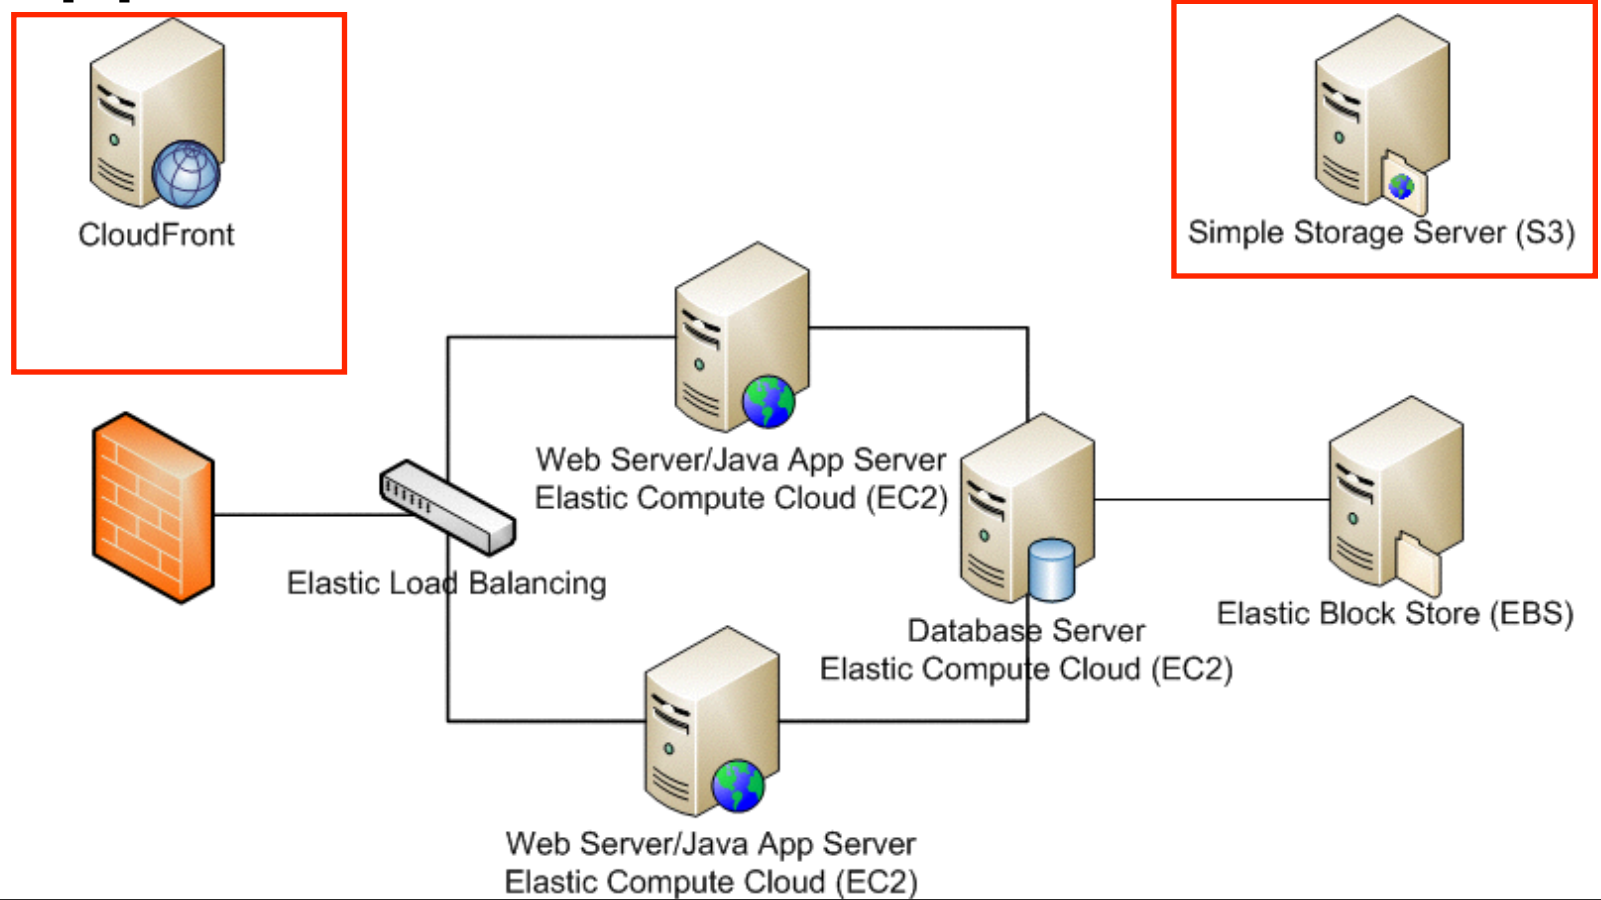 CloudFront
Simple Storage Server (S3)
Web Server/Java App Server
Elastic Compute Cloud (EC2)
Elastic Load Balancing
Database Server
Elastic Compute Cloud (EC2)
Elastic Block Store (EBS)
Web Server/Java App Server
Elastic Compute Cloud (EC2)